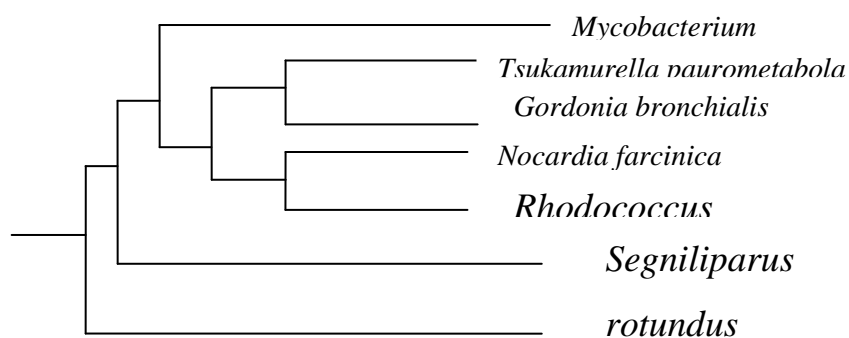 Mycobacterium
Tsukamurella paurometabola
Gordonia bronchialis
Nocardia farcinica
Rhodococcus
Segniliparus
rotundus